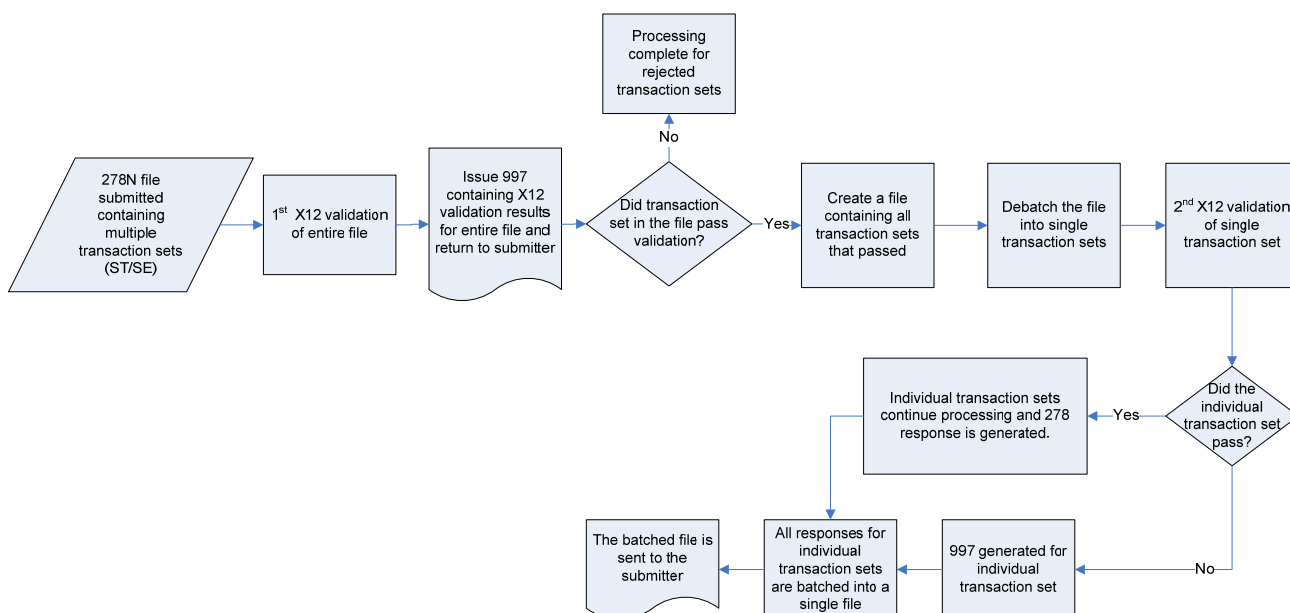 Processing
complete for
rejected
transaction sets
No
278N file
submitted
containing
multiple
transaction sets
(ST/SE)
1st X12 validation
of entire file
Issue 997
containing X12
validation results
for entire file and
return to submitter
Did transaction
set in the file pass
validation?
Yes
Create a file
containing all
transaction sets
that passed
Debatch the file
into single
transaction sets
2nd X12 validation
of single
transaction set
Did the
individual
transaction set
pass?
Yes
Individual transaction sets
continue processing and 278
response is generated.
No
997 generated for
individual
transaction set
All responses for
individual
transaction sets
are batched into a
single file
The batched file is
sent to the
submitter